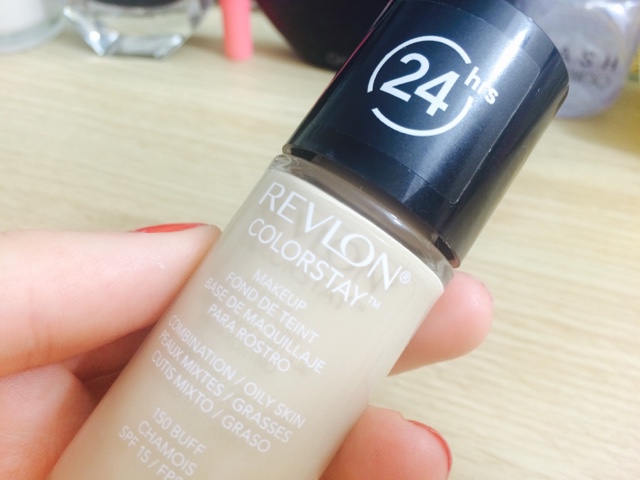 24 hrs
REVLON®
COLORSTAY™
MAKEUP
FOND DE TEINT
BASE DE MAQUILLAJE
PARA ROSTRO
COMBINATION / OILY SKIN
PEAUX MIXTES / GRASSES
CUTIS MIXTO / GRASO
150 BUFF
CHAMOIS
SPF 15 / FPS